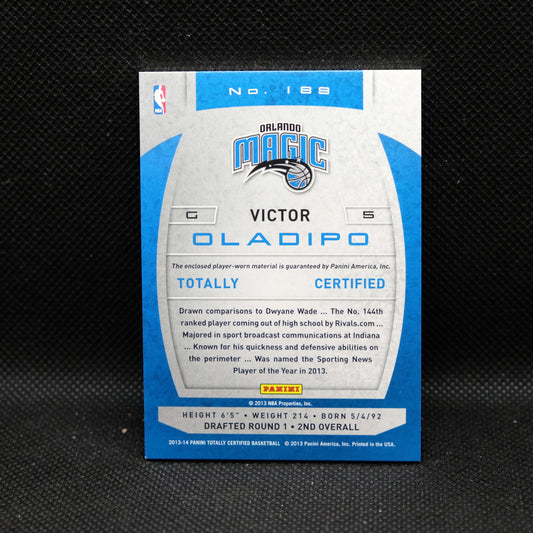 No. 188
NBA
ORLANDO
MAGIC
G
VICTOR
5
OLADIPO
The enclosed player-worn material is guaranteed by Panini America, Inc.
TOTALLY CERTIFIED
Drawn comparisons to Dwyane Wade ... The No. 144th
ranked player coming out of high school by Rivals.com ...
Majored in sport broadcast communications at Indiana
... Known for his quickness and defensive abilities on
the perimeter ... Was named the Sporting News
Player of the Year in 2013.
PANINI
© 2013 NBA Properties, Inc.
HEIGHT 6'5" • WEIGHT 214 • BORN 5/4/92
DRAFTED ROUND 1 • 2ND OVERALL
2013-14 PANINI TOTALLY CERTIFIED BASKETBALL © 2013 Panini America, Inc. Printed in the USA.